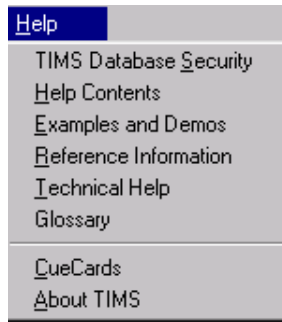 Help
TIMS Database Security
Help Contents
Examples and Demos
Reference Information
Technical Help
Glossary
CueCards
About TIMS